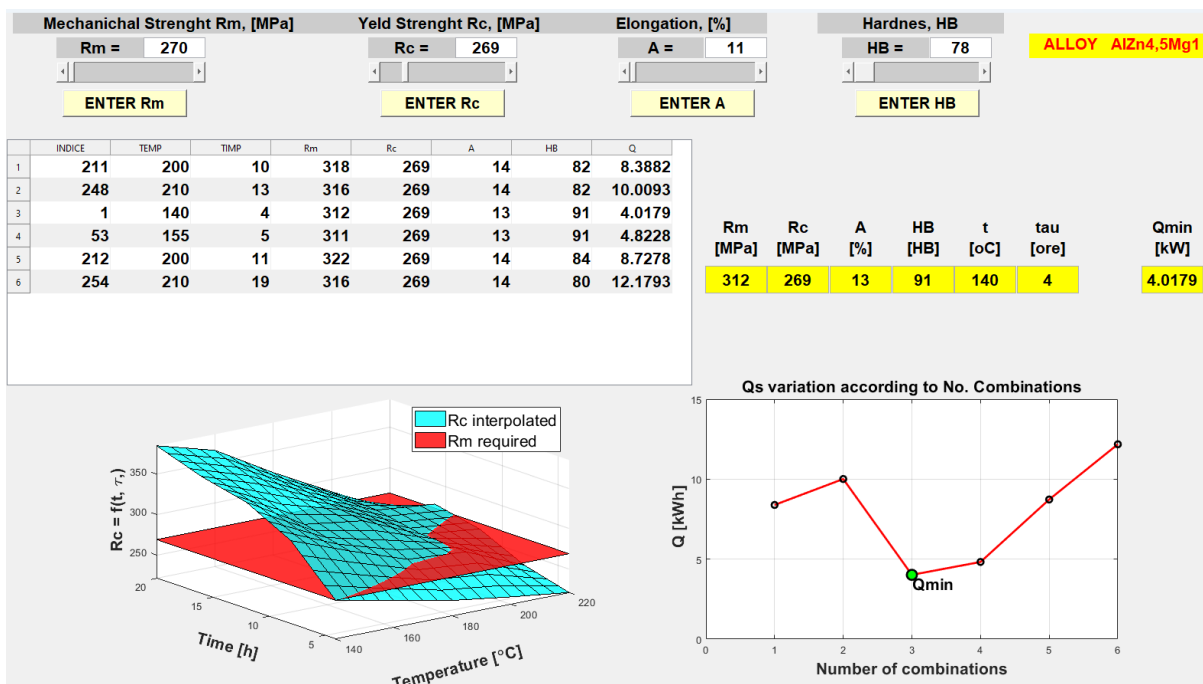 Mechanichal Strenght Rm, [MPa] Yeld Strenght Rc, [MPa] Elongation, [%] Hardnes, HB
Rm = 270 Rc = 269 A = 11 HB = 78
ALLOY AlZn4,5Mg1
ENTER Rm ENTER Rc ENTER A ENTER HB
INDICE TEMP TIMP Rm Rc A HB Q
1 211 200 10 318 269 14 82 8.3882
2 248 210 13 316 269 14 82 10.0093
3 1 140 4 312 269 13 91 4.0179
4 53 155 5 311 269 13 91 4.8228
5 212 200 11 322 269 14 84 8.7278
6 254 210 19 316 269 14 80 12.1793
Rm Rc A HB t tau Qmin
[MPa] [MPa] [%] [HB] [oC] [ore] [kW]
312 269 13 91 140 4 4.0179
Rc interpolated
Rm required
Rc = f(t, τ,)
350
300
250
20
15
10
5
Time [h]
140
160
180
200
220
Temperature [°C]
Qs variation according to No. Combinations
15
10
5
0
Q [kWh]
Qmin
0 1 2 3 4 5 6
Number of combinations